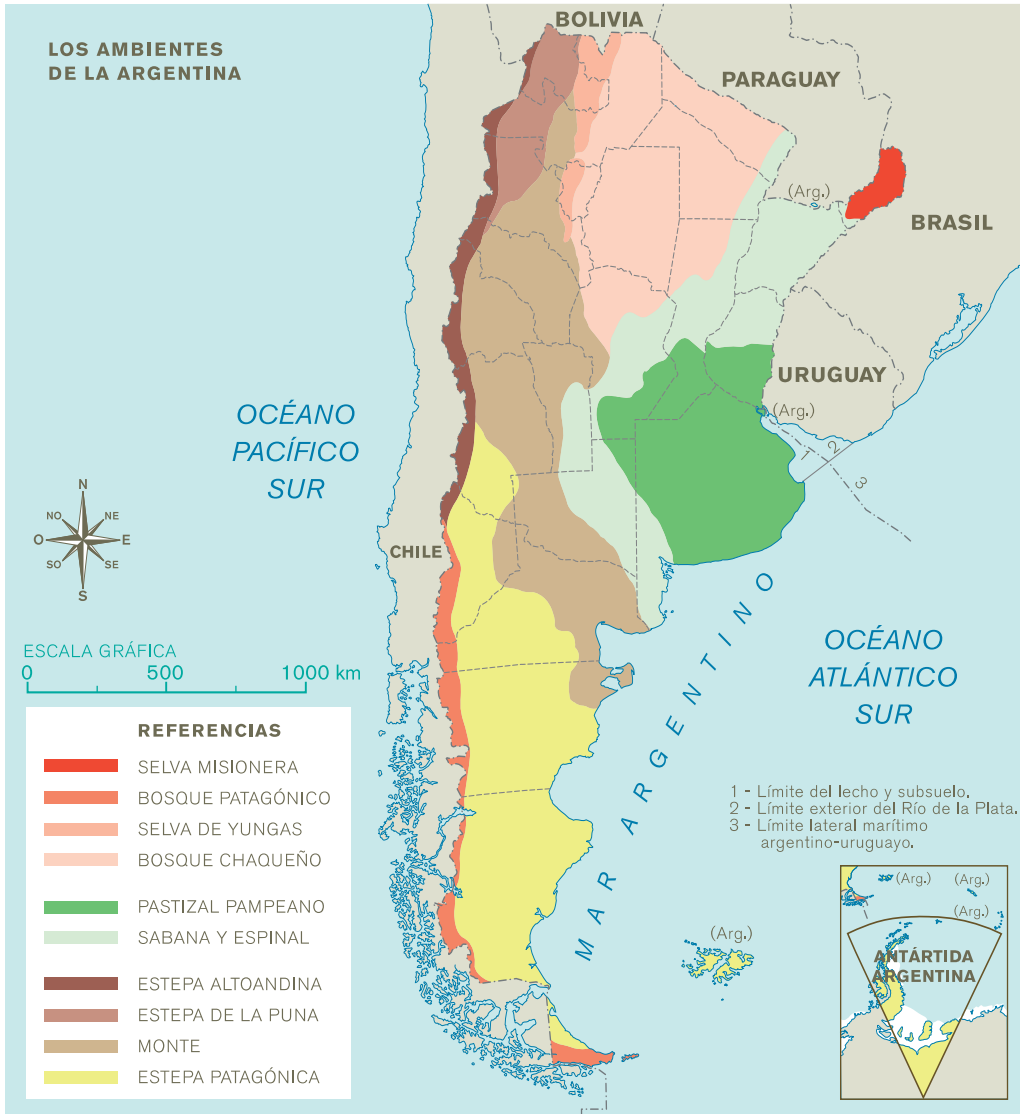 LOS AMBIENTES
DE LA ARGENTINA
BOLIVIA
PARAGUAY
(Arg.)
BRASIL
URUGUAY
(Arg.)
1
2
3
OCÉANO
PACÍFICO
SUR
N
NO
NE
O
E
SO
SE
S
CHILE
MAR ARGENTINO
OCÉANO
ATLÁNTICO
SUR
ESCALA GRÁFICA
0 500 1000 km
REFERENCIAS
SELVA MISIONERA
BOSQUE PATAGÓNICO
SELVA DE YUNGAS
BOSQUE CHAQUEÑO
PASTIZAL PAMPEANO
SABANA Y ESPINAL
ESTEPA ALTOANDINA
ESTEPA DE LA PUNA
MONTE
ESTEPA PATAGÓNICA
1 - Límite del lecho y subsuelo.
2 - Límite exterior del Río de la Plata.
3 - Límite lateral marítimo
argentino-uruguayo.
(Arg.)
(Arg.)
(Arg.)
(Arg.)
ANTÁRTIDA
ARGENTINA